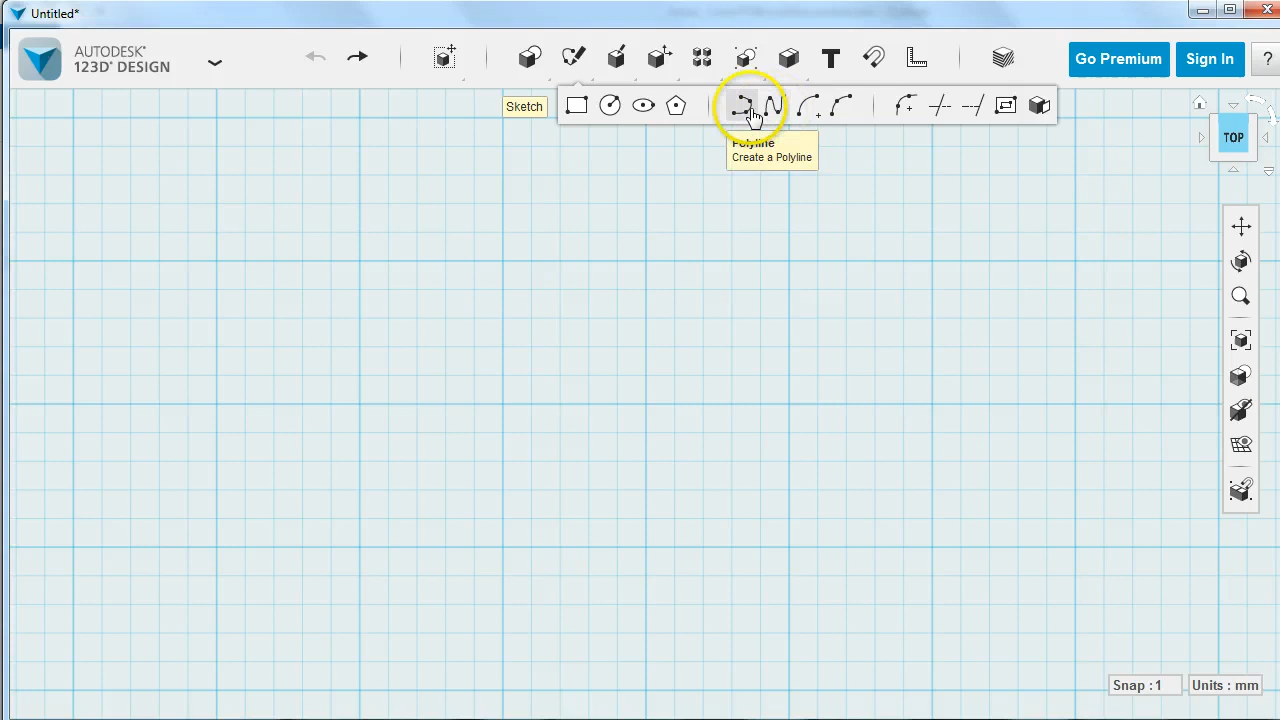 Untitled*
AUTODESK®
123D® DESIGN
Go Premium
Sign In
?
Sketch
TOP
Polyline
Create a Polyline
Snap : 1
Units : mm